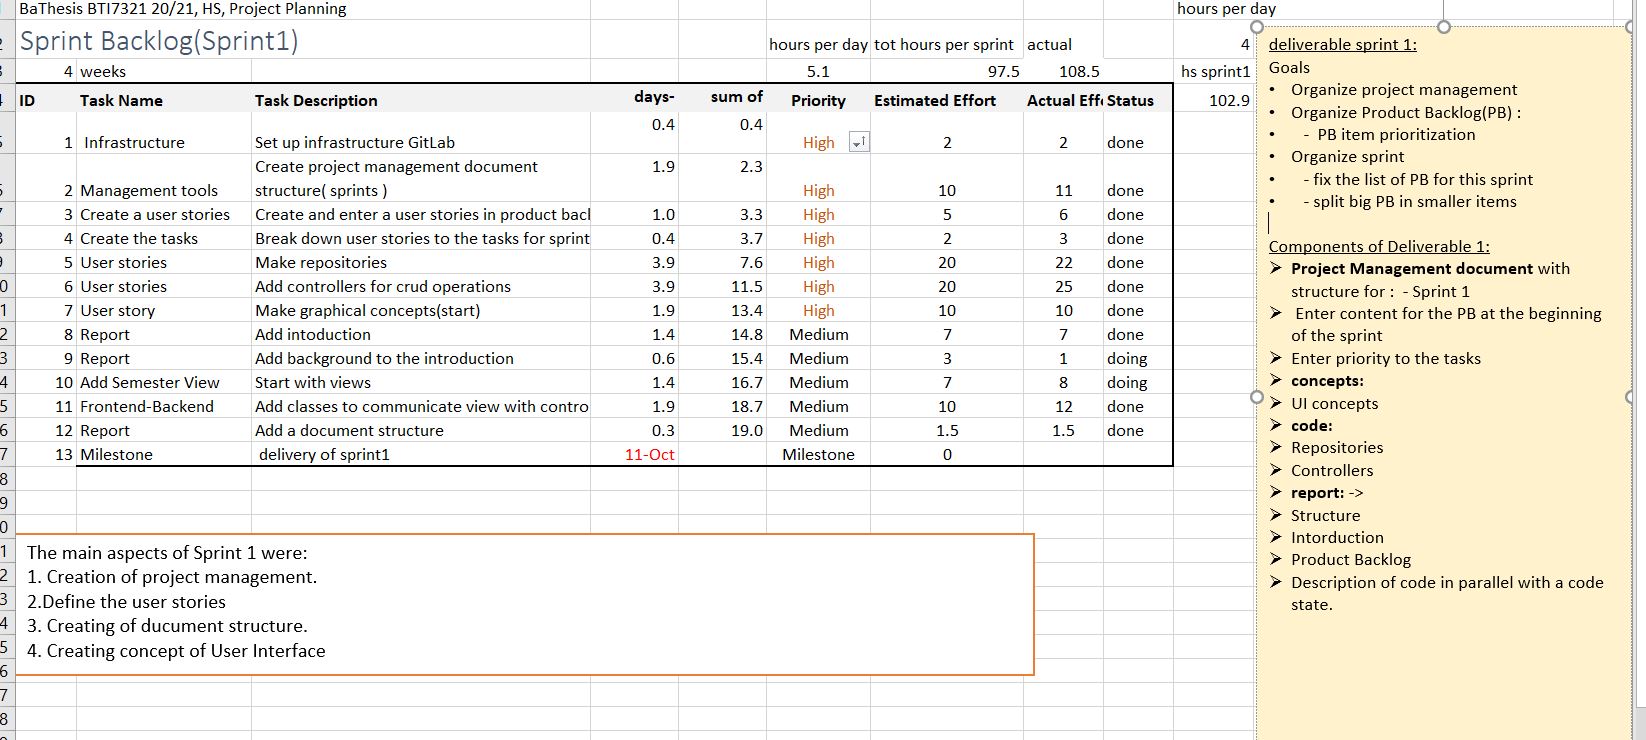 BaThesis BTI7321 20/21, HS, Project Planning hours per day
Sprint Backlog(Sprint1) hours per day tot hours per sprint actual 4
4 weeks 5.1 97.5 108.5 hs sprint1
ID Task Name Task Description days- sum of Priority Estimated Effort Actual Eff Status 102.9
1 Infrastructure Set up infrastructure GitLab 0.4 0.4 High 2 2 done
Create project management document
2 Management tools structure( sprints ) 1.9 2.3 High 10 11 done
3 Create a user stories Create and enter a user stories in product bacl 1.0 3.3 High 5 6 done
4 Create the tasks Break down user stories to the tasks for sprint 0.4 3.7 High 2 3 done
5 User stories Make repositories 3.9 7.6 High 20 22 done
6 User stories Add controllers for crud operations 3.9 11.5 High 20 25 done
7 User story Make graphical concepts(start) 1.9 13.4 High 10 10 done
8 Report Add intoduction 1.4 14.8 Medium 7 7 done
9 Report Add background to the introduction 0.6 15.4 Medium 3 1 doing
10 Add Semester View Start with views 1.4 16.7 Medium 7 8 doing
11 Frontend-Backend Add classes to communicate view with contro 1.9 18.7 Medium 10 12 done
12 Report Add a document structure 0.3 19.0 Medium 1.5 1.5 done
13 Milestone delivery of sprint1 11-Oct Milestone 0
The main aspects of Sprint 1 were:
1. Creation of project management.
2.Define the user stories
3. Creating of ducument structure.
4. Creating concept of User Interface
deliverable sprint 1:
Goals
• Organize project management
• Organize Product Backlog(PB) :
• - PB item prioritization
• Organize sprint
• - fix the list of PB for this sprint
• - split big PB in smaller items
Components of Deliverable 1:
➢ Project Management document with
structure for : - Sprint 1
➢ Enter content for the PB at the beginning
of the sprint
➢ Enter priority to the tasks
➢ concepts:
➢ UI concepts
➢ code:
➢ Repositories
➢ Controllers
➢ report: ->
➢ Structure
➢ Intorduction
➢ Product Backlog
➢ Description of code in parallel with a code
state.